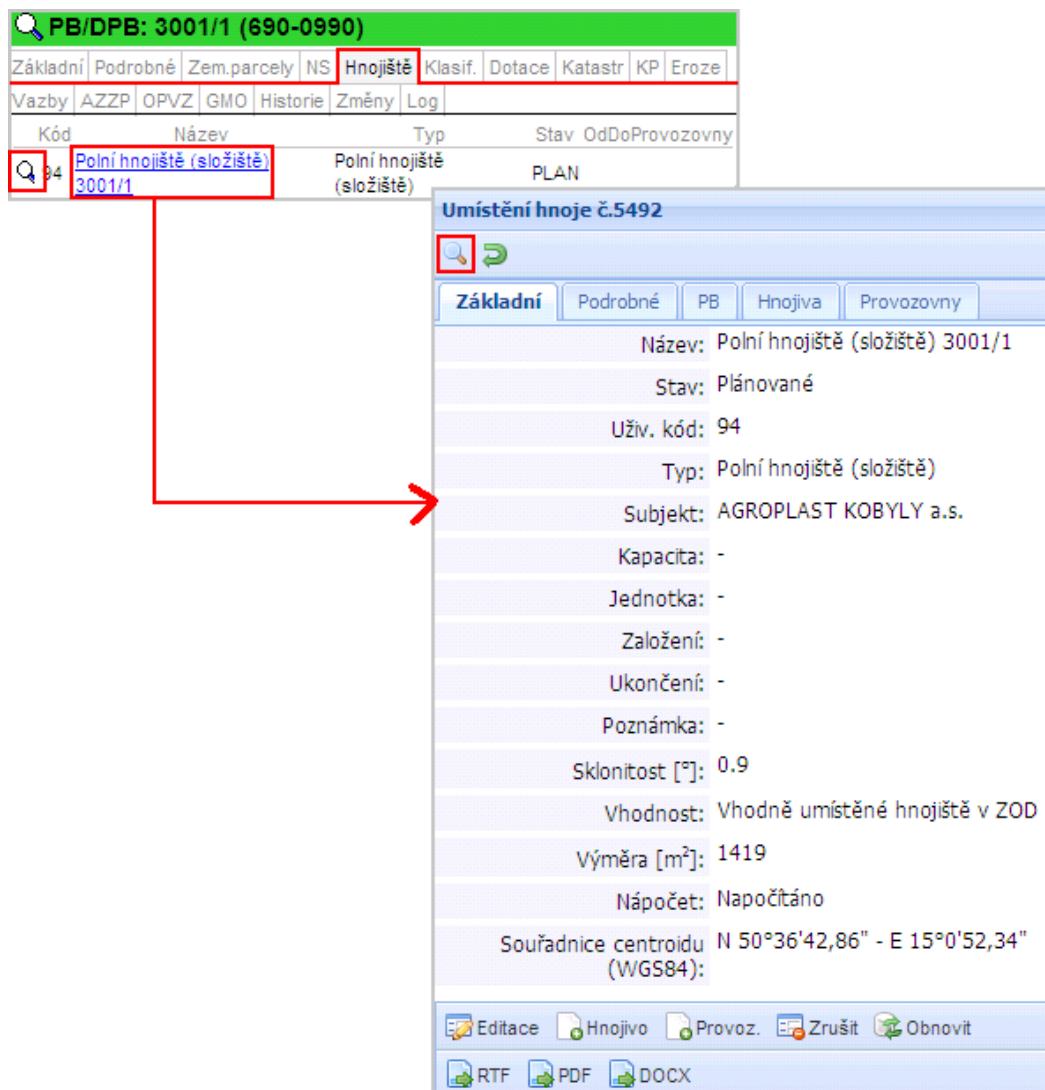 PB/DPB: 3001/1 (690-0990)
Základní Podrobné Zem.parcely NS Hnojiště Klasif. Dotace Katastr KP Eroze
Vazby AZZP OPVZ GMO Historie Změny Log
Kód Název Typ Stav OdDoProvozovny
94 Polní hnojiště (složiště) 3001/1 Polní hnojiště (složiště) PLAN
Umístění hnoje č.5492
Základní Podrobné PB Hnojiva Provozovny
Název: Polní hnojiště (složiště) 3001/1
Stav: Plánované
Uživ. kód: 94
Typ: Polní hnojiště (složiště)
Subjekt: AGROPLAST KOBYLY a.s.
Kapacita: -
Jednotka: -
Založení: -
Ukončení: -
Poznámka: -
Sklonitost [°]: 0.9
Vhodnost: Vhodně umístěné hnojiště v ZOD
Výměra [m²]: 1419
Nápočet: Napočítáno
Souřadnice centroidu (WGS84): N 50°36'42,86" - E 15°0'52,34"
Editace Hnojivo Provoz. Zrušit Obnovit
RTF PDF DOCX